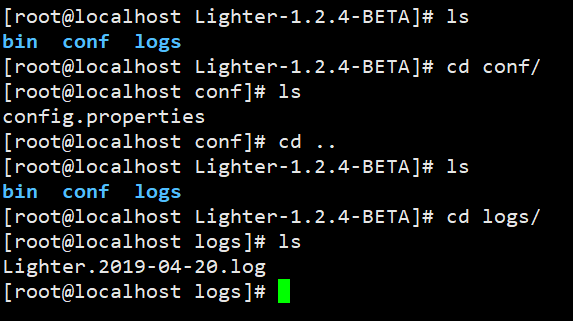 [root@localhost Lighter-1.2.4-BETA]# ls
bin  conf  logs
[root@localhost Lighter-1.2.4-BETA]# cd conf/
[root@localhost conf]# ls
config.properties
[root@localhost conf]# cd ..
[root@localhost Lighter-1.2.4-BETA]# ls
bin  conf  logs
[root@localhost Lighter-1.2.4-BETA]# cd logs/
[root@localhost logs]# ls
Lighter.2019-04-20.log
[root@localhost logs]#